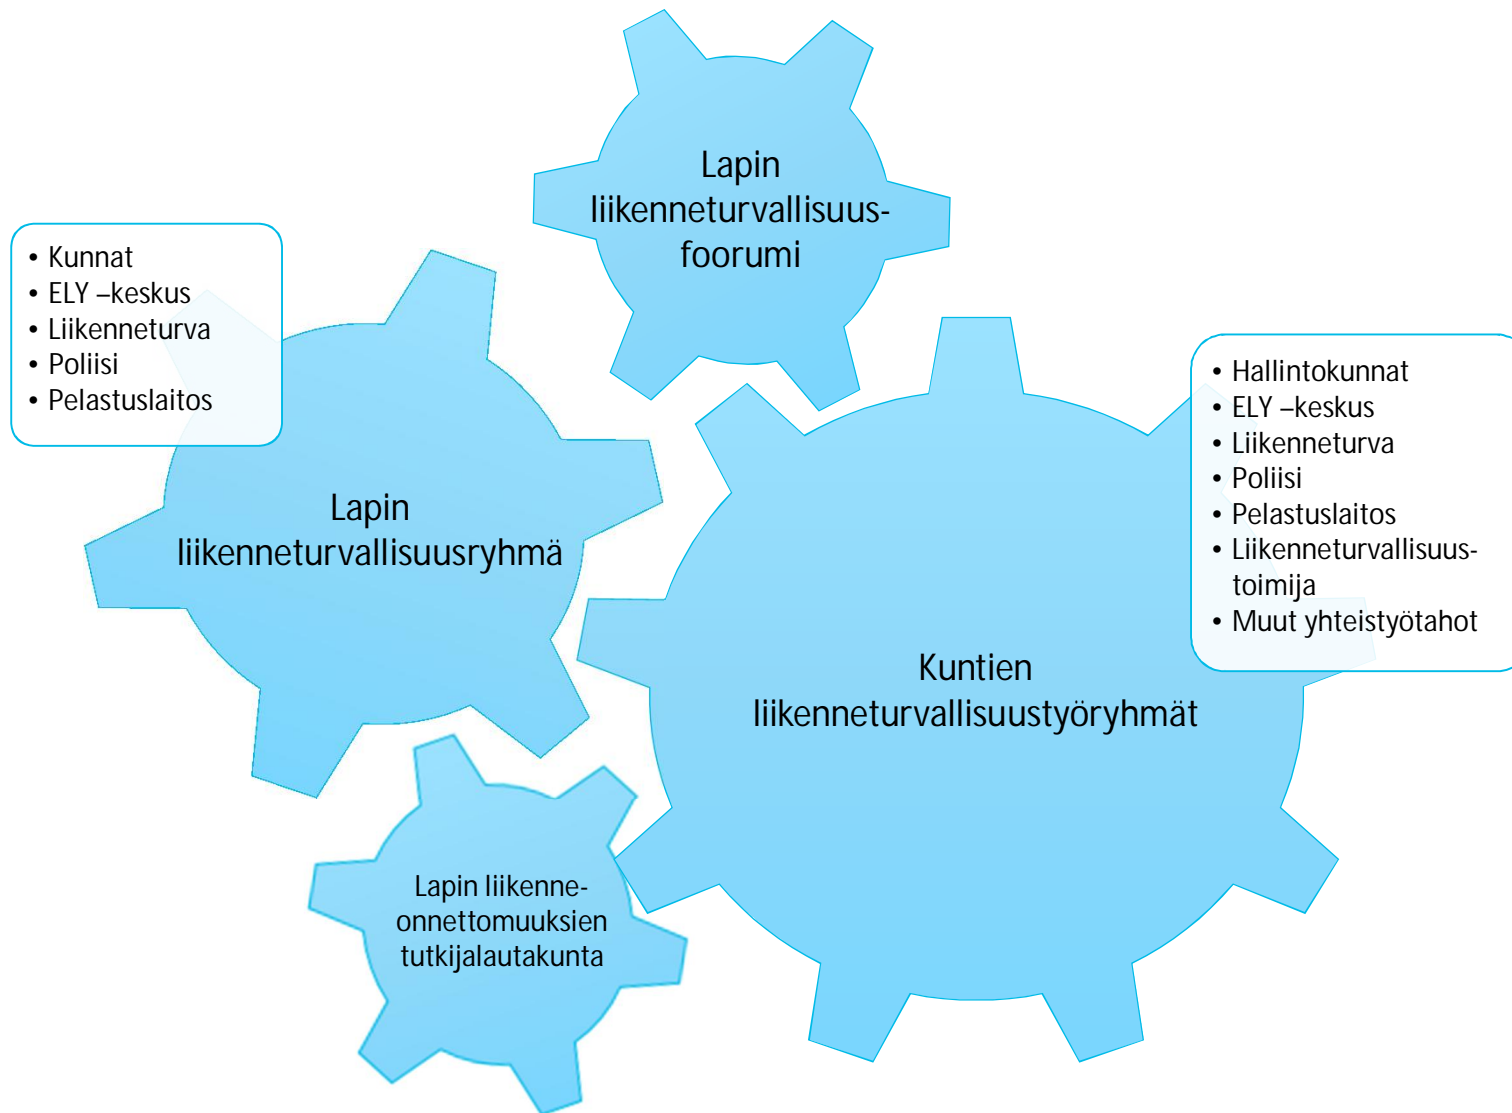 Lapin
liikenneturvallisuus-
foorumi
• Kunnat
• ELY –keskus
• Liikenneturva
• Poliisi
• Pelastuslaitos
Lapin
liikenneturvallisuusryhmä
• Hallintokunnat
• ELY –keskus
• Liikenneturva
• Poliisi
• Pelastuslaitos
• Liikenneturvallisuus-
toimija
• Muut yhteistyötahot
Kuntien
liikenneturvallisuustyöryhmät
Lapin liikenne-
onnettomuuksien
tutkijalautakunta